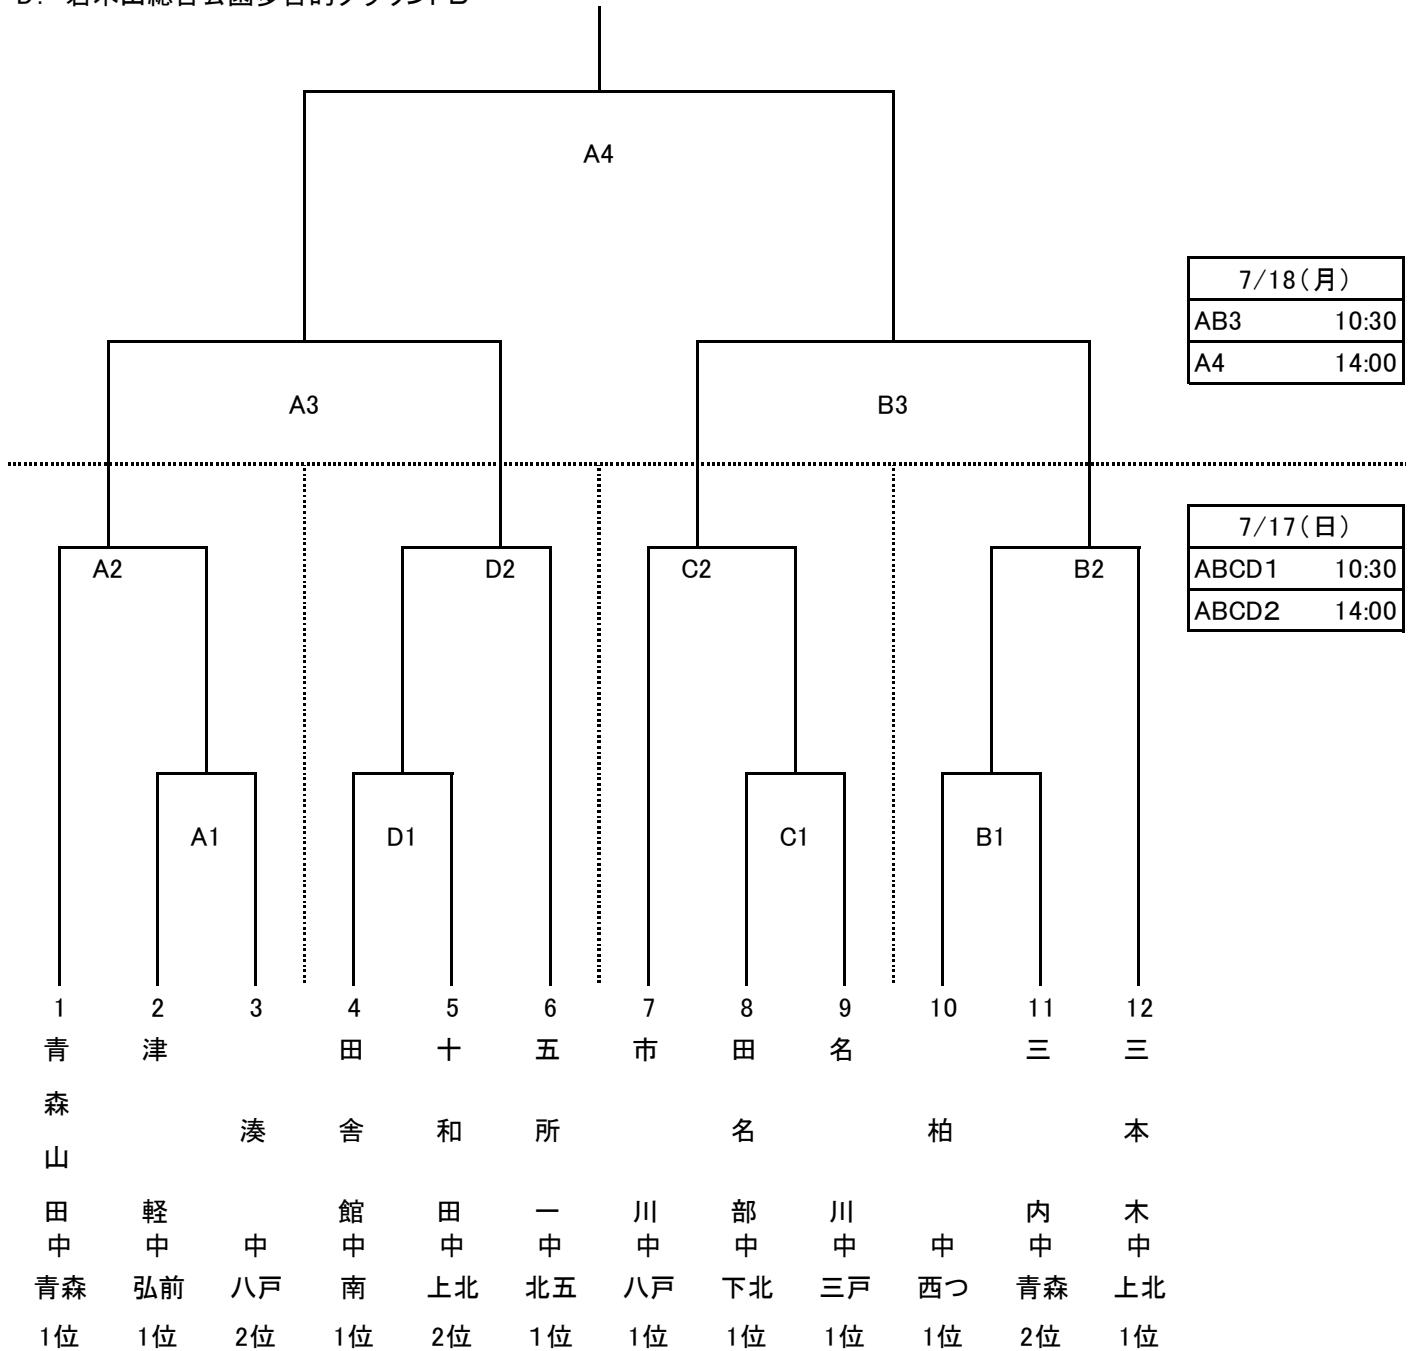 A4
7/18(月)
AB3 10:30
A4 14:00
A3
B3
7/17(日)
ABCD1 10:30
ABCD2 14:00
A2
D2
C2
B2
A1
D1
C1
B1
1 2 3 4 5 6 7 8 9 10 11 12
青森山田中
津軽中
湊中
田舎館中
十和田中
五所一中
市川中
田名部中
名川中
柏中
三内中
三本木中
青森 弘前 八戸 南 上北 北五 八戸 下北 三戸 西つ 青森 上北
1位 1位 2位 1位 2位 1位 1位 1位 1位 1位 2位 1位